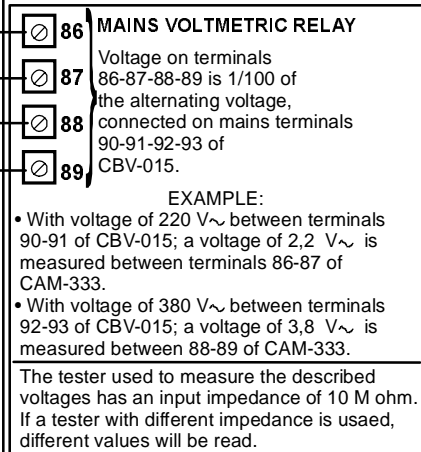 86 MAINS VOLTMETRIC RELAY
Voltage on terminals
87 86-87-88-89 is 1/100 of
the alternating voltage,
88 connected on mains terminals
90-91-92-93 of
89 CBV-015.
EXAMPLE:
• With voltage of 220 V~ between terminals
90-91 of CBV-015; a voltage of 2,2 V~ is
measured between terminals 86-87 of
CAM-333.
• With voltage of 380 V~ between terminals
92-93 of CBV-015; a voltage of 3,8 V~ is
measured between 88-89 of CAM-333.
The tester used to measure the described
voltages has an input impedance of 10 M ohm.
If a tester with different impedance is usaed,
different values will be read.